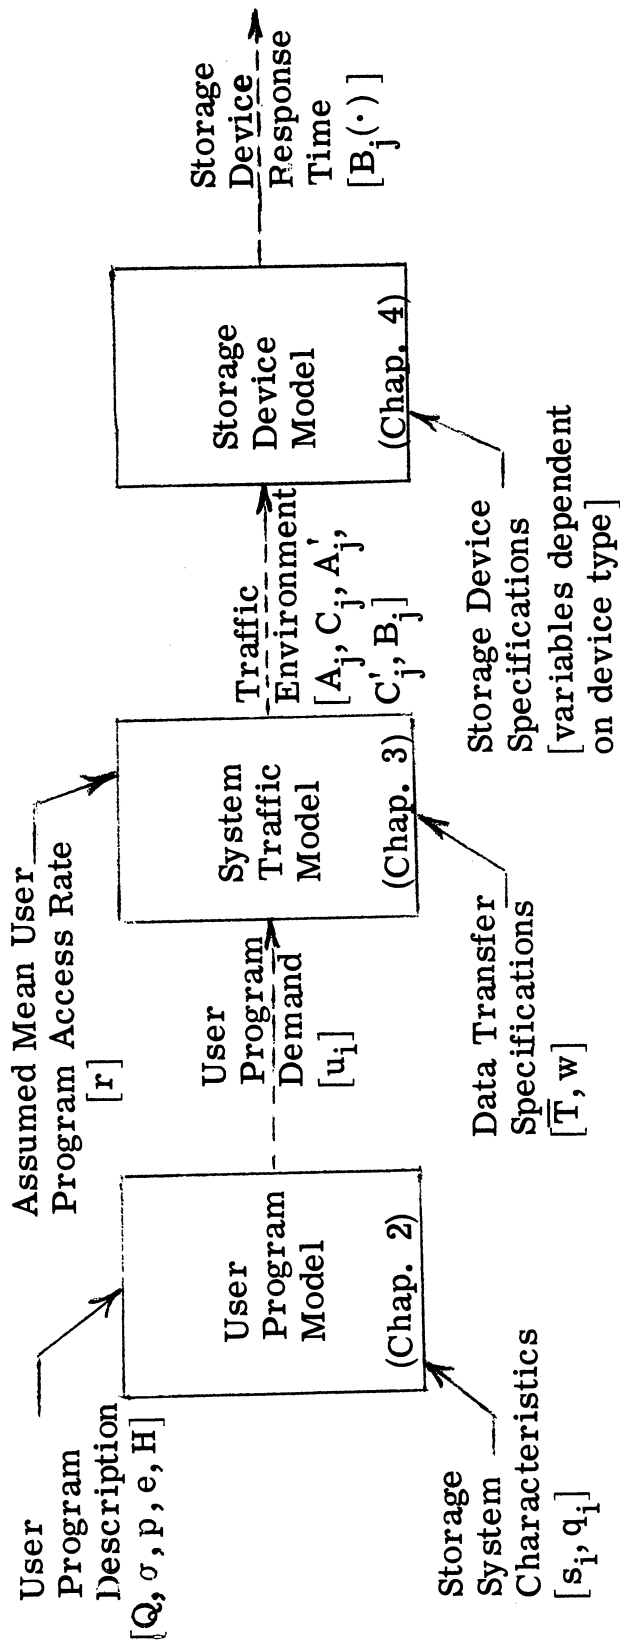 User
Program
Description
[Q, σ, p, e, H]
Storage
System
Characteristics
[s_i, q_i]
User
Program
Model
(Chap. 2)
User
Program
Demand
[u_i]
Assumed Mean User
Program Access Rate
[r]
Data Transfer
Specifications
[T̅, w]
System
Traffic
Model
(Chap. 3)
Traffic
Environment
[A_j, C_j, A_j',
C_j', B_j]
Storage Device
Specifications
[variables dependent
on device type]
Storage
Device
Model
(Chap. 4)
Storage
Device
Response
Time
[B_j(·)]